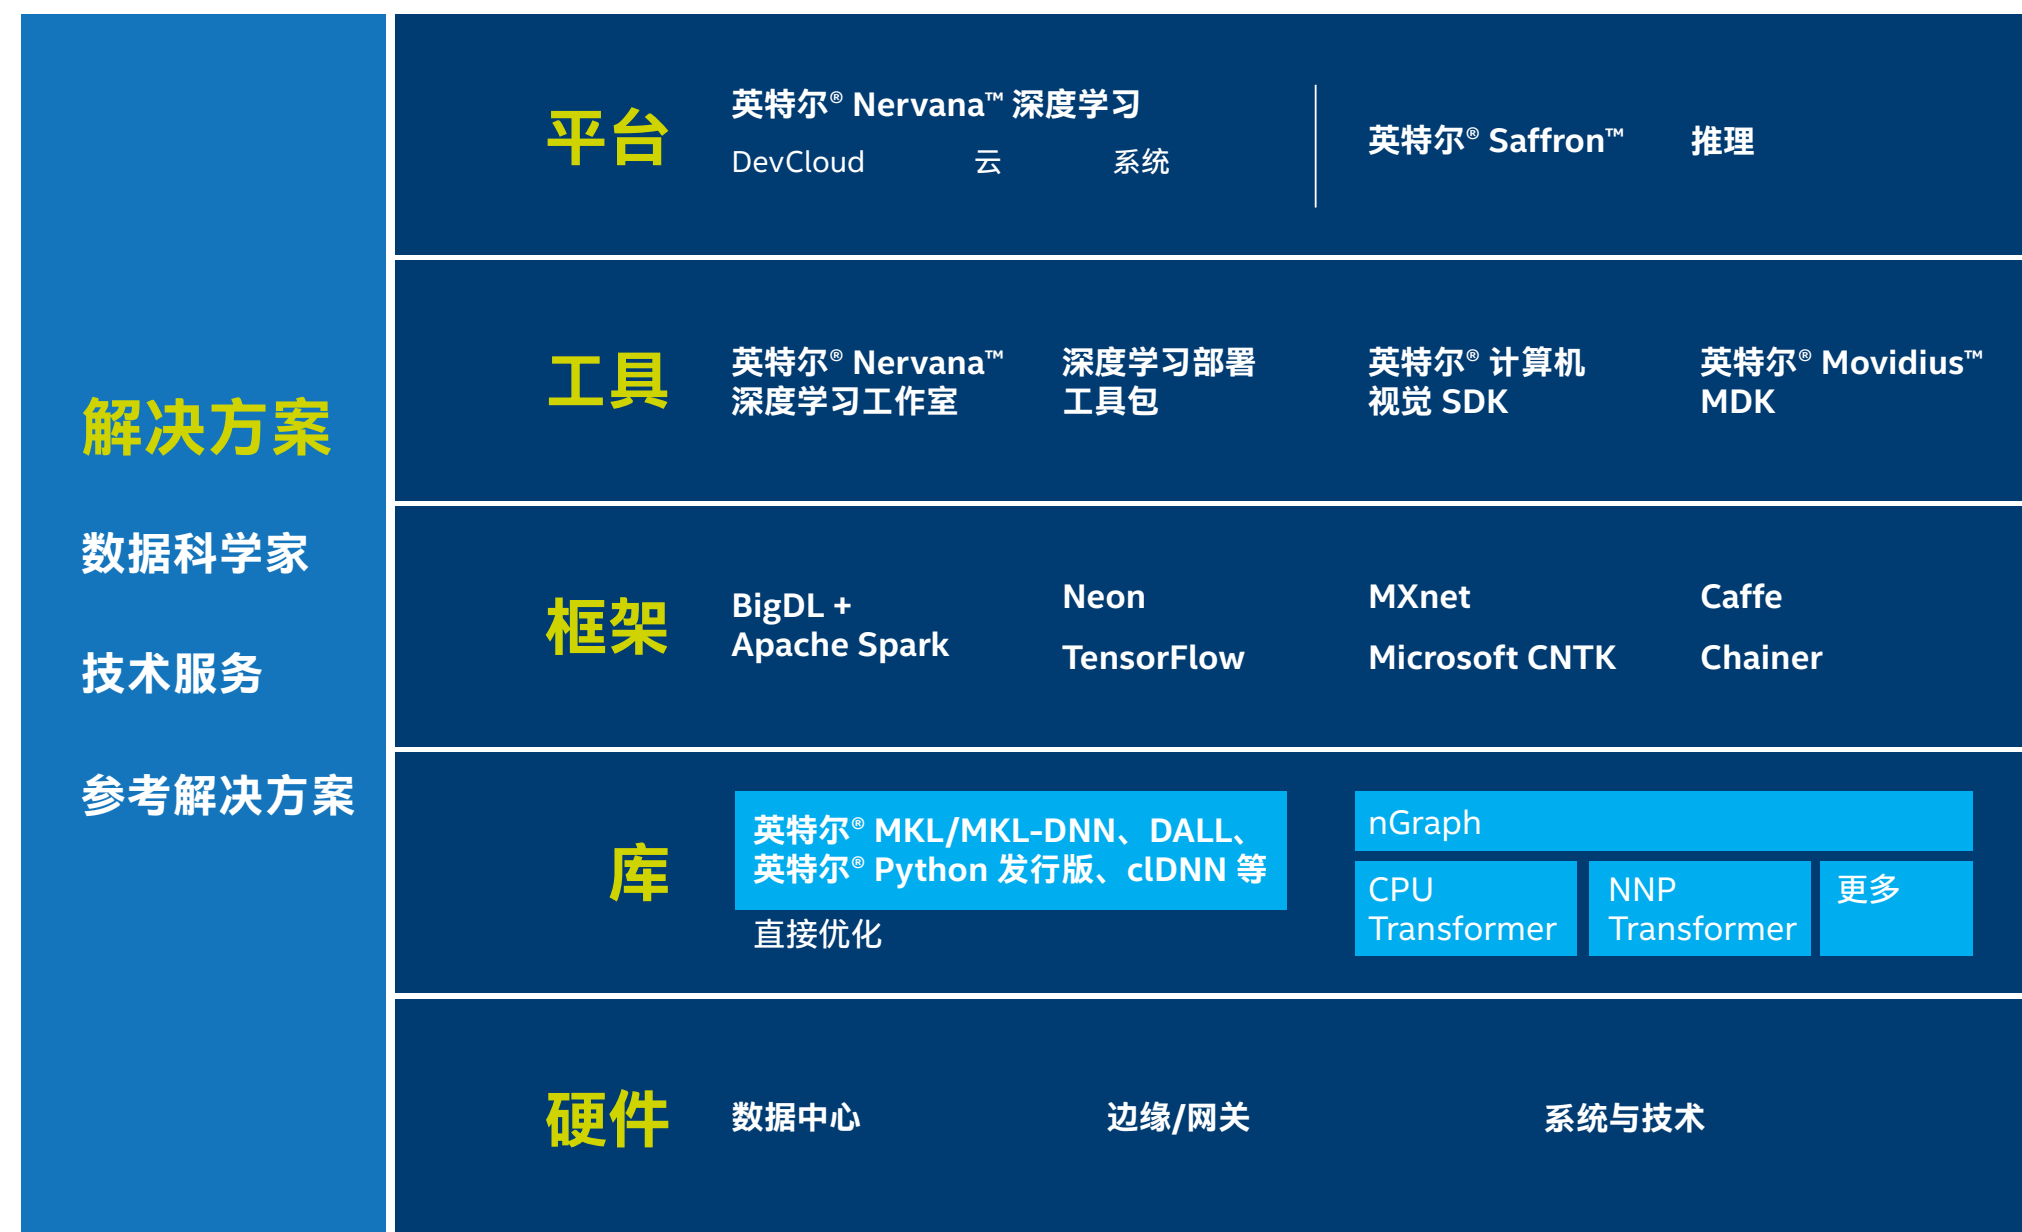 解决方案
数据科学家
技术服务
参考解决方案
平台
英特尔® Nervana™ 深度学习
DevCloud 云 系统
英特尔® Saffron™ 推理
工具
英特尔® Nervana™
深度学习工作室
深度学习部署
工具包
英特尔® 计算机
视觉 SDK
英特尔® Movidius™
MDK
框架
BigDL +
Apache Spark
Neon
TensorFlow
MXnet
Microsoft CNTK
Caffe
Chainer
库
英特尔® MKL/MKL-DNN、DALL、
英特尔® Python 发行版、clDNN 等
直接优化
nGraph
CPU
Transformer
NNP
Transformer
更多
硬件
数据中心
边缘/网关
系统与技术